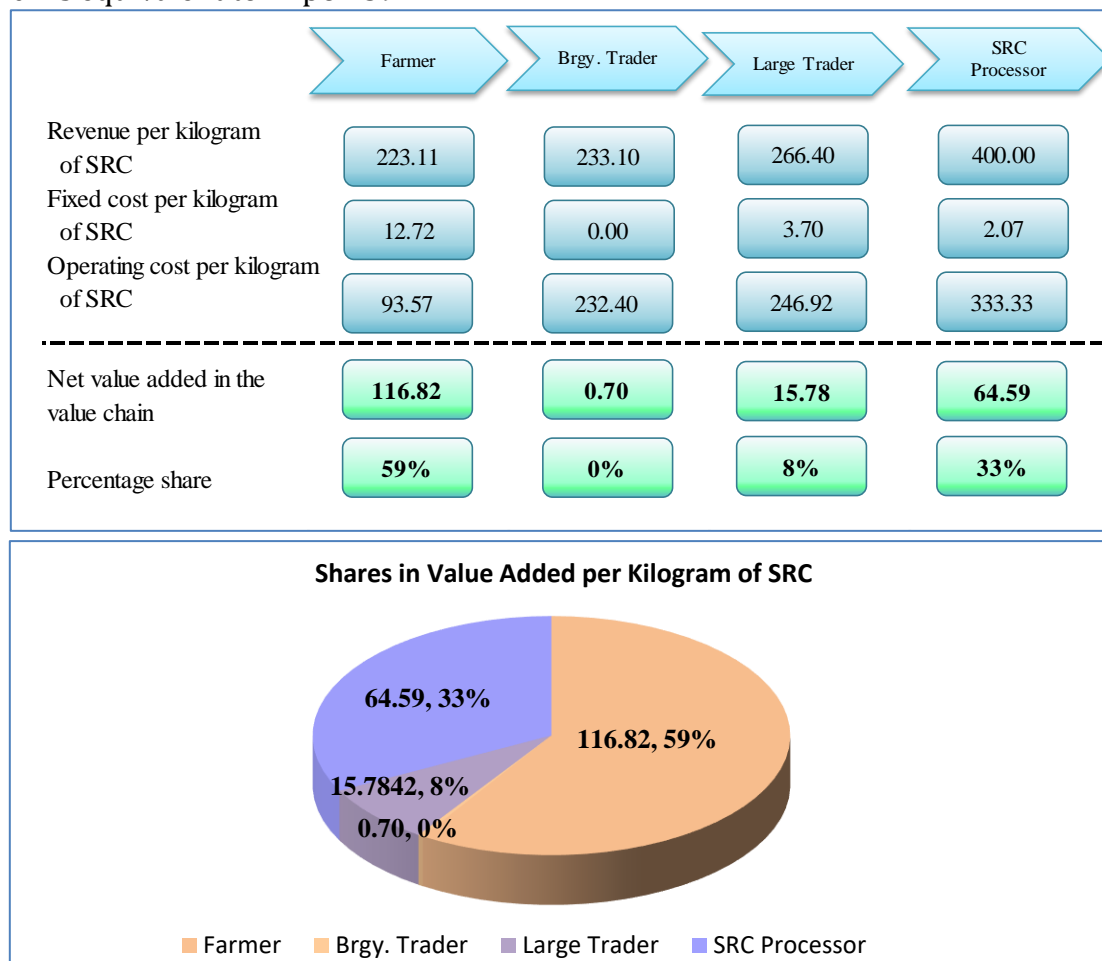 Farmer Brgy. Trader Large Trader SRC
Processor
Revenue per kilogram
of SRC
223.11 233.10 266.40 400.00
Fixed cost per kilogram
of SRC
12.72 0.00 3.70 2.07
Operating cost per kilogram
of SRC
93.57 232.40 246.92 333.33
Net value added in the
value chain
116.82 0.70 15.78 64.59
Percentage share
59% 0% 8% 33%
Shares in Value Added per Kilogram of SRC
64.59, 33%
116.82, 59%
15.7842, 8%
0.70, 0%
Farmer Brgy. Trader Large Trader SRC Processor